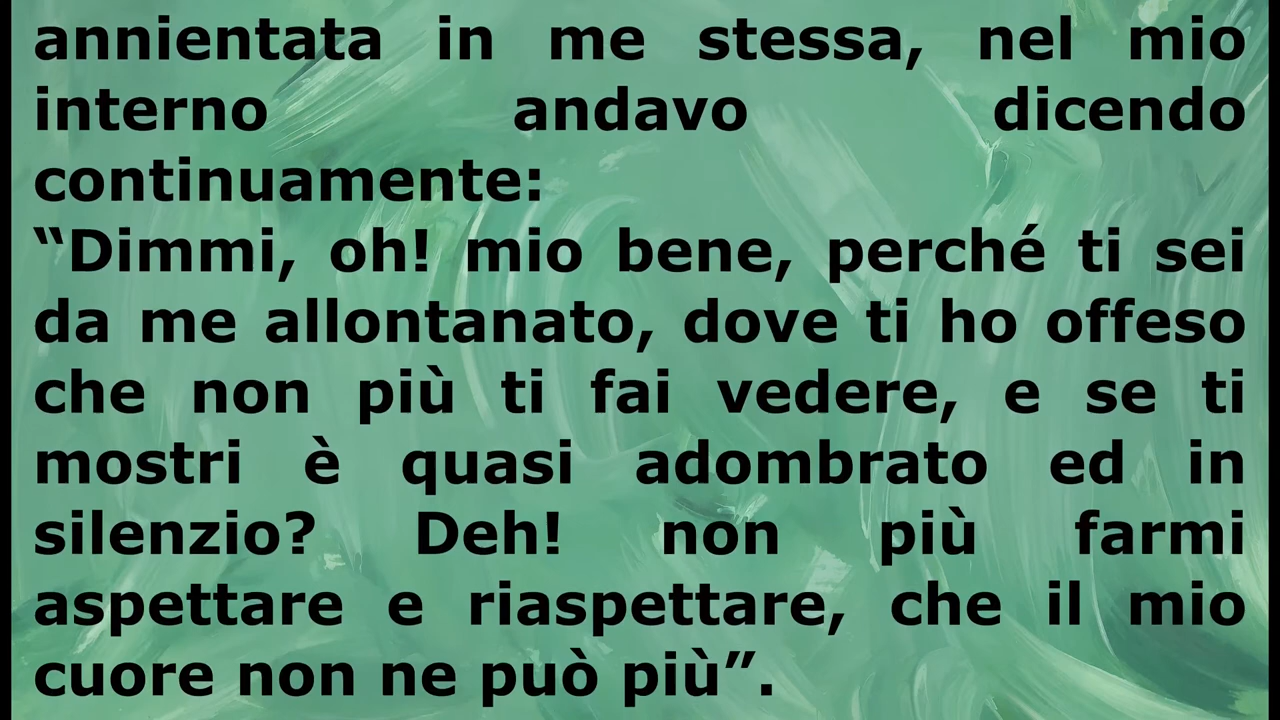 annientata in me stessa, nel mio
interno andavo dicendo
continuamente:
“Dimmi, oh! mio bene, perché ti sei
da me allontanato, dove ti ho offeso
che non più ti fai vedere, e se ti
mostri è quasi adombrato ed in
silenzio? Deh! non più farmi
aspettare e riaspettare, che il mio
cuore non ne può più”.